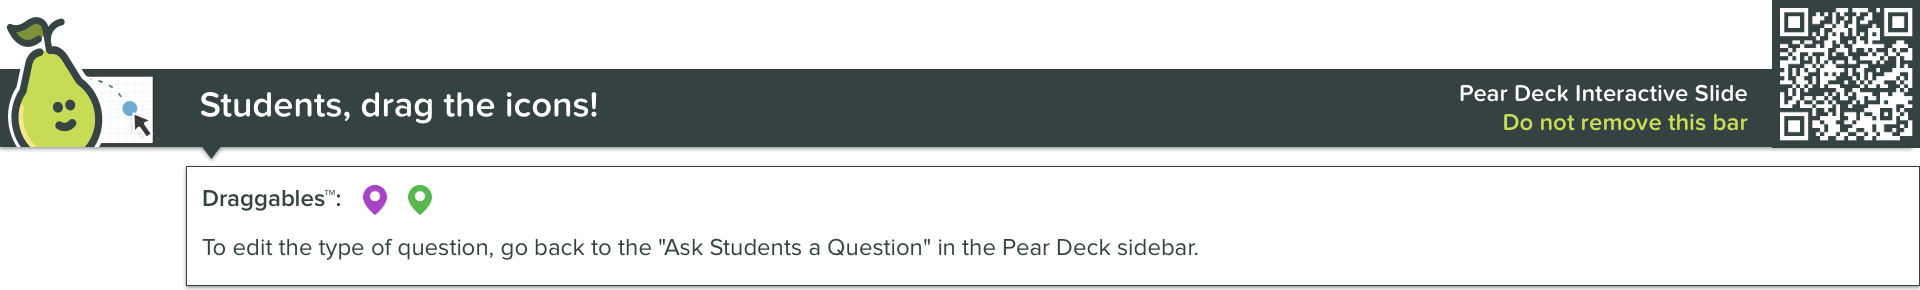 Students, drag the icons!
Pear Deck Interactive Slide
Do not remove this bar
Draggables™:
To edit the type of question, go back to the "Ask Students a Question" in the Pear Deck sidebar.